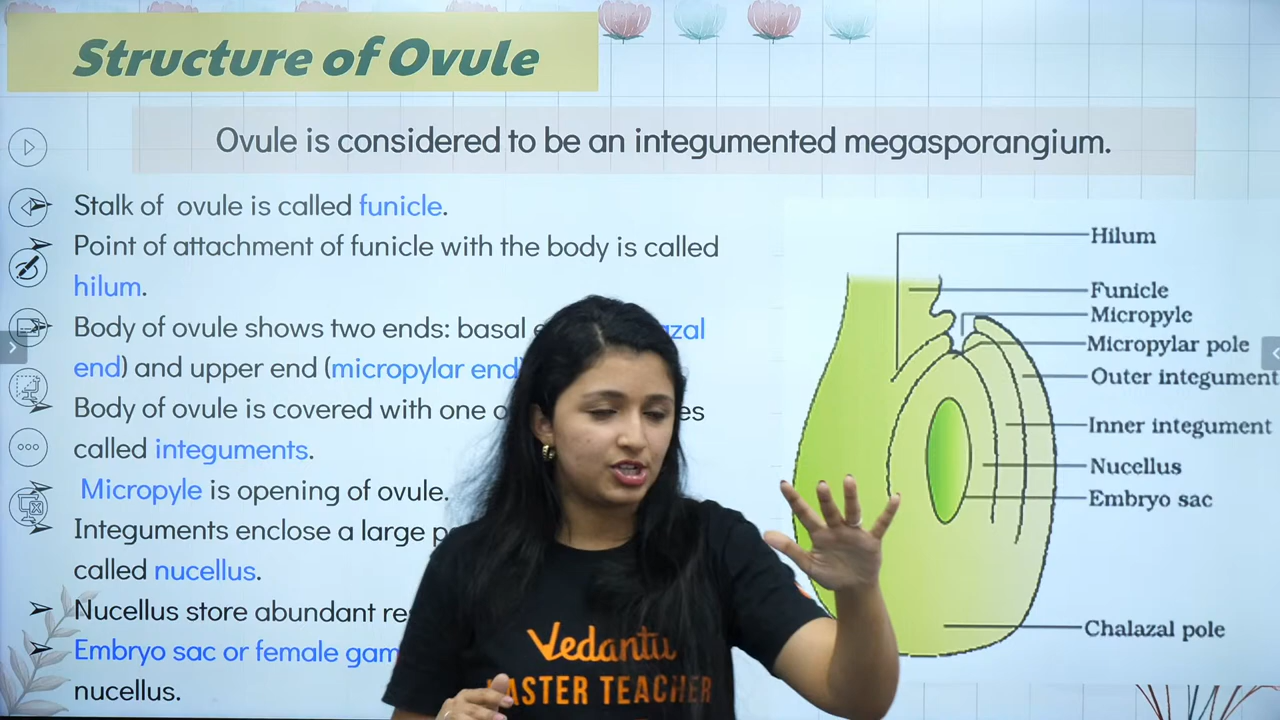 Structure of Ovule
Ovule is considered to be an integumented megasporangium.
Stalk of ovule is called funicle.
Point of attachment of funicle with the body is called
hilum.
Body of ovule shows two ends: basal
end) and upper end (micropylar end
Body of ovule is covered with one
called integuments.
Micropyle is opening of ovule.
Integuments enclose a large
called nucellus.
Nucellus store abundant
Embryo sac or female
nucellus.
Hilum
Funicle
Micropyle
Micropylar pole
Outer integument
Inner integument
Nucellus
Embryo sac
Chalazal pole
Vedantu
MASTER TEACHER